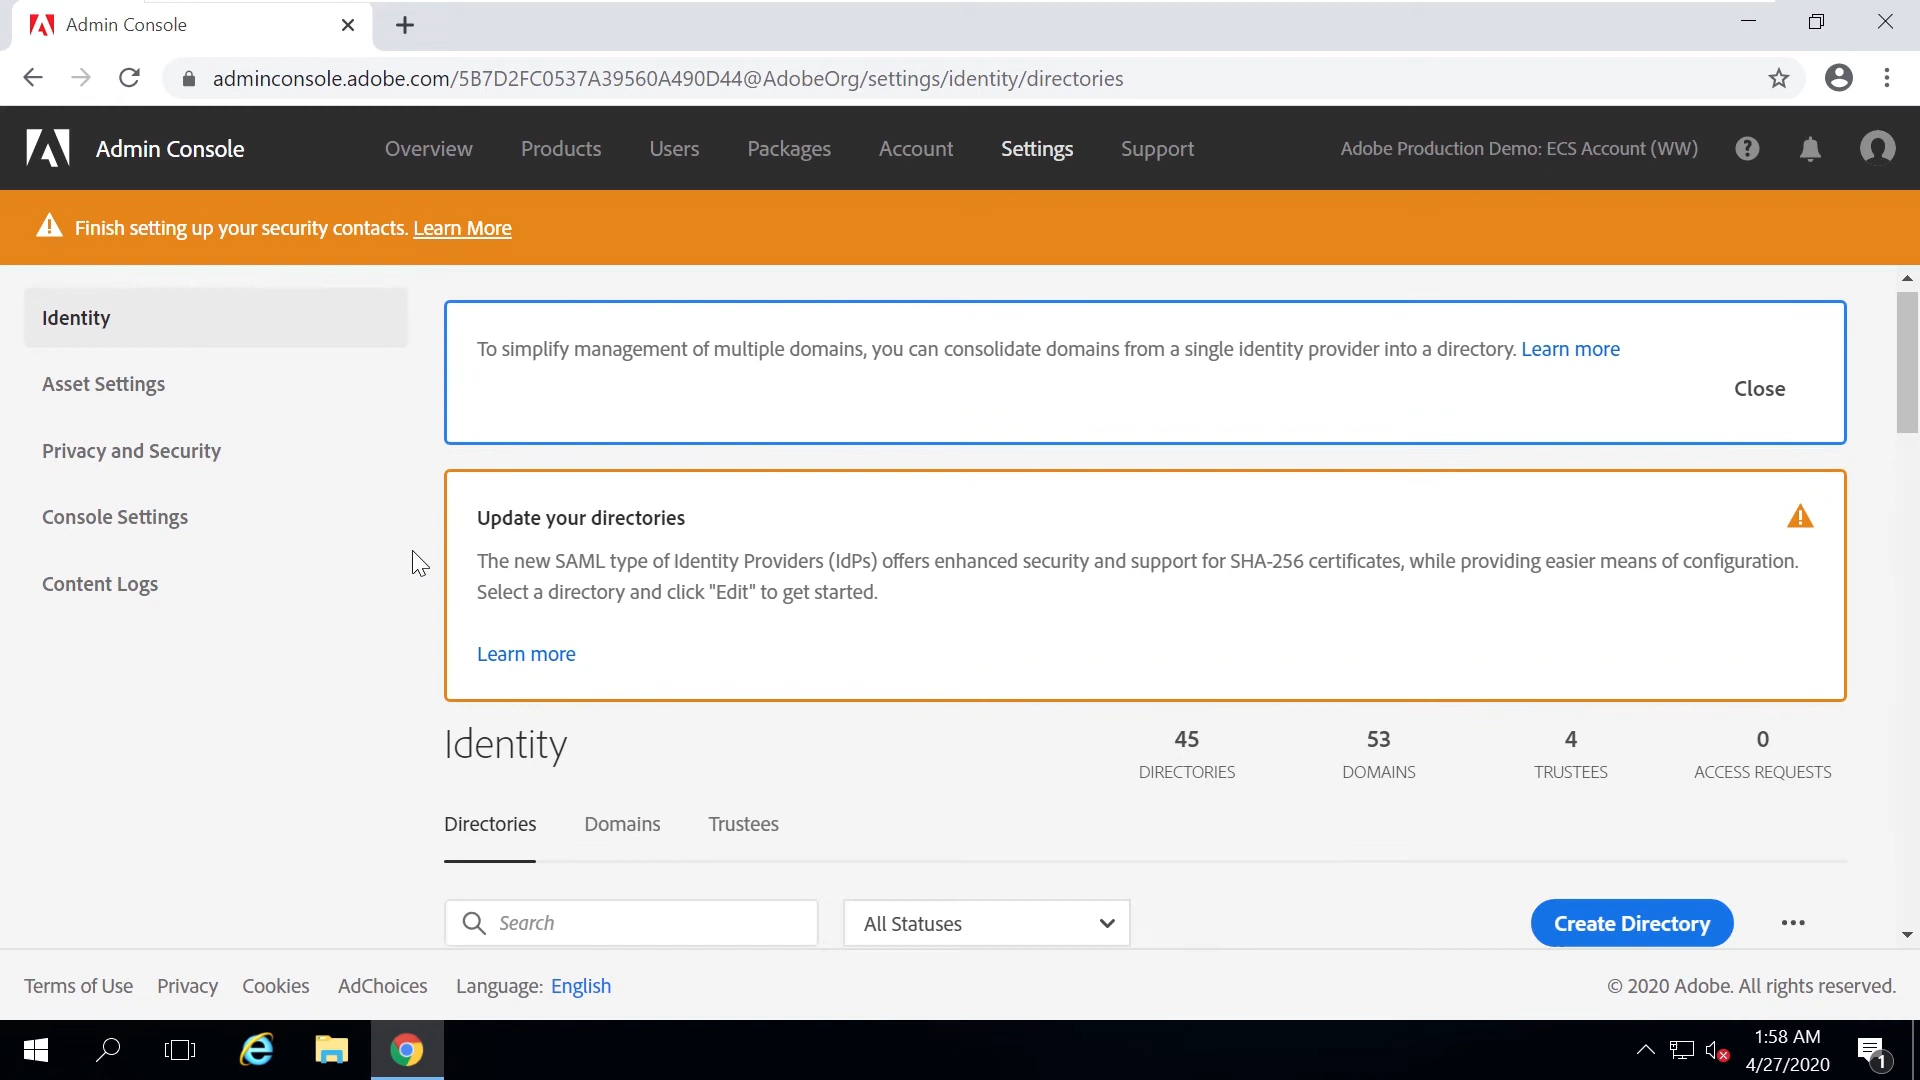 Admin Console
adminconsole.adobe.com/5B7D2FC0537A39560A490D44@AdobeOrg/settings/identity/directories
Admin Console Overview Products Users Packages Account Settings Support Adobe Production Demo: ECS Account (WW)
Finish setting up your security contacts. Learn More
Identity
Asset Settings
Privacy and Security
Console Settings
Content Logs
To simplify management of multiple domains, you can consolidate domains from a single identity provider into a directory. Learn more
Close
Update your directories
The new SAML type of Identity Providers (IdPs) offers enhanced security and support for SHA-256 certificates, while providing easier means of configuration.
Select a directory and click "Edit" to get started.
Learn more
Identity
45 53 4 0
DIRECTORIES DOMAINS TRUSTEES ACCESS REQUESTS
Directories Domains Trustees
Search All Statuses Create Directory
Terms of Use Privacy Cookies AdChoices Language: English © 2020 Adobe. All rights reserved.
1:58 AM
4/27/2020
1